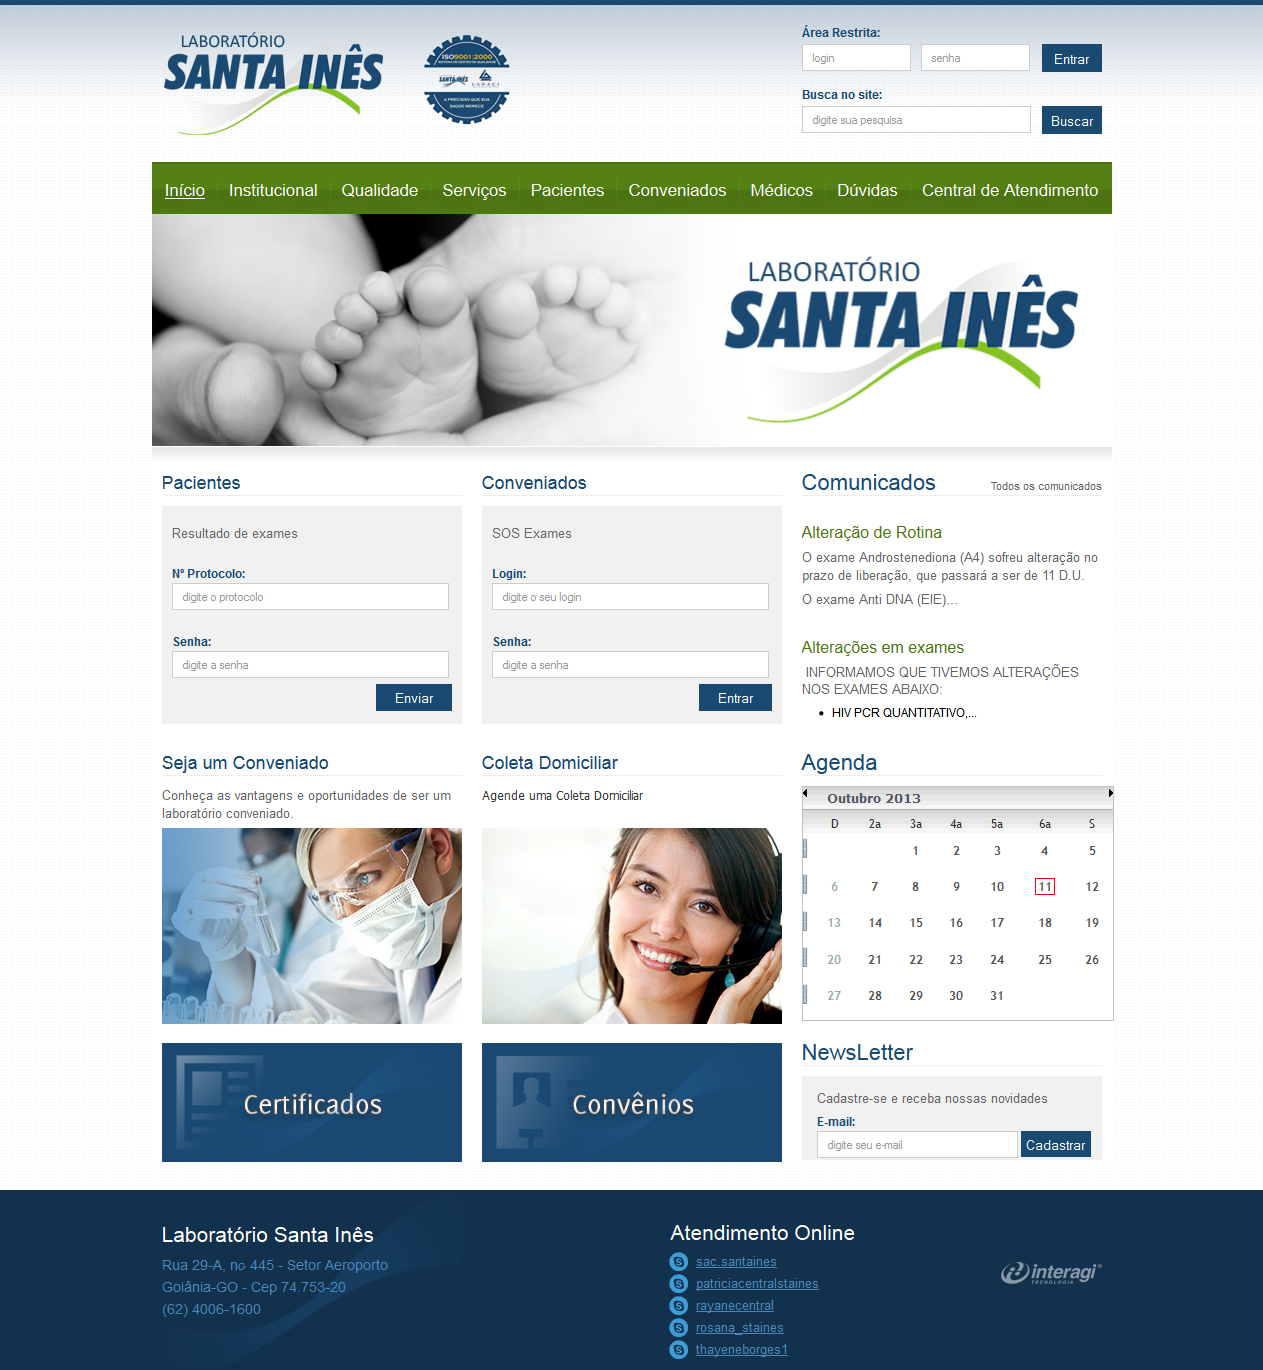 LABORATÓRIO
SANTA INÊS
ISO9001:2000
SISTEMA DE GESTÃO DA QUALIDADE
SANTA INÊS
A PRECISÃO QUE SUA
SAÚDE MERECE
Área Restrita:
login senha Entrar
Busca no site:
digite sua pesquisa Buscar
Início Institucional Qualidade Serviços Pacientes Conveniados Médicos Dúvidas Central de Atendimento
LABORATÓRIO
SANTA INÊS
Pacientes
Resultado de exames
Nº Protocolo:
digite o protocolo
Senha:
digite a senha
Enviar
Conveniados
SOS Exames
Login:
digite o seu login
Senha:
digite a senha
Entrar
Comunicados Todos os comunicados
Alteração de Rotina
O exame Androstenediona (A4) sofreu alteração no
prazo de liberação, que passará a ser de 11 D.U.
O exame Anti DNA (EIE)...
Alterações em exames
INFORMAMOS QUE TIVEMOS ALTERAÇÕES
NOS EXAMES ABAIXO:
• HIV PCR QUANTITATIVO,...
Seja um Conveniado
Conheça as vantagens e oportunidades de ser um
laboratório conveniado.
Coleta Domiciliar
Agende uma Coleta Domiciliar
Agenda
Outubro 2013
D 2a 3a 4a 5a 6a S
1 2 3 4 5
6 7 8 9 10 11 12
13 14 15 16 17 18 19
20 21 22 23 24 25 26
27 28 29 30 31
Certificados
Convênios
NewsLetter
Cadastre-se e receba nossas novidades
E-mail:
digite seu e-mail Cadastrar
Laboratório Santa Inês
Rua 29-A, no 445 - Setor Aeroporto
Goiânia-GO - Cep 74.753-20
(62) 4006-1600
Atendimento Online
sac.santaines
patriciacentralstaines
rayanecentral
rosana_staines
thayeneborges1
interagi
TECNOLOGIA